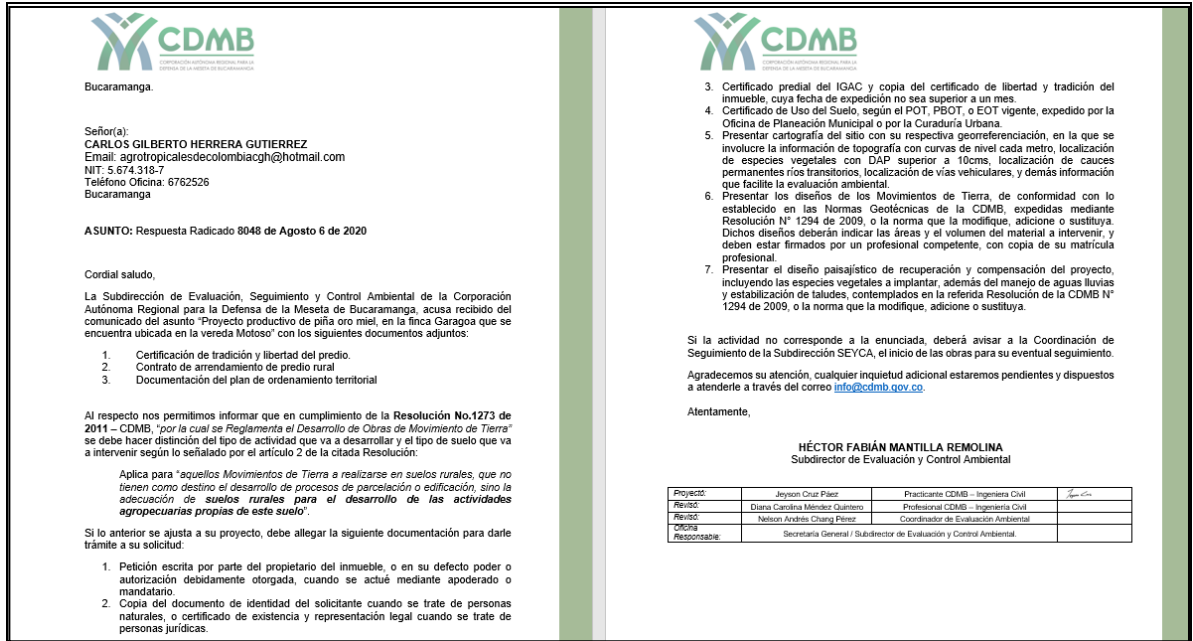 CDMB
CORPORACIÓN AUTÓNOMA REGIONAL PARA LA
DEFENSA DE LA MESETA DE BUCARAMANGA
Bucaramanga.
Señor(a):
CARLOS GILBERTO HERRERA GUTIERREZ
Email: agrotropicalesdecolombiacgh@hotmail.com
NIT: 5.674.318-7
Teléfono Oficina: 6762526
Bucaramanga
ASUNTO: Respuesta Radicado 8048 de Agosto 6 de 2020
Cordial saludo,
La Subdirección de Evaluación, Seguimiento y Control Ambiental de la Corporación
Autónoma Regional para la Defensa de la Meseta de Bucaramanga, acusa recibido del
comunicado del asunto “Proyecto productivo de piña oro miel, en la finca Garagoa que se
encuentra ubicada en la vereda Motoso” con los siguientes documentos adjuntos:
1. Certificación de tradición y libertad del predio.
2. Contrato de arrendamiento de predio rural
3. Documentación del plan de ordenamiento territorial
Al respecto nos permitimos informar que en cumplimiento de la Resolución No.1273 de
2011 – CDMB, “por la cual se Reglamenta el Desarrollo de Obras de Movimiento de Tierra”
se debe hacer distinción del tipo de actividad que va a desarrollar y el tipo de suelo que va
a intervenir según lo señalado por el artículo 2 de la citada Resolución:
Aplica para “aquellos Movimientos de Tierra a realizarse en suelos rurales, que no
tienen como destino el desarrollo de procesos de parcelación o edificación, sino la
adecuación de suelos rurales para el desarrollo de las actividades
agropecuarias propias de este suelo”.
Si lo anterior se ajusta a su proyecto, debe allegar la siguiente documentación para darle
trámite a su solicitud:
1. Petición escrita por parte del propietario del inmueble, o en su defecto poder o
autorización debidamente otorgada, cuando se actué mediante apoderado o
mandatario.
2. Copia del documento de identidad del solicitante cuando se trate de personas
naturales, o certificado de existencia y representación legal cuando se trate de
personas jurídicas.
CDMB
CORPORACIÓN AUTÓNOMA REGIONAL PARA LA
DEFENSA DE LA MESETA DE BUCARAMANGA
3. Certificado predial del IGAC y copia del certificado de libertad y tradición del
inmueble, cuya fecha de expedición no sea superior a un mes.
4. Certificado de Uso del Suelo, según el POT, PBOT, o EOT vigente, expedido por la
Oficina de Planeación Municipal o por la Curaduría Urbana.
5. Presentar cartografía del sitio con su respectiva georreferenciación, en la que se
involucre la información de topografía con curvas de nivel cada metro, localización
de especies vegetales con DAP superior a 10cms, localización de cauces
permanentes ríos transitorios, localización de vías vehiculares, y demás información
que facilite la evaluación ambiental.
6. Presentar los diseños de los Movimientos de Tierra, de conformidad con lo
establecido en las Normas Geotécnicas de la CDMB, expedidas mediante
Resolución N° 1294 de 2009, o la norma que la modifique, adicione o sustituya.
Dichos diseños deberán indicar las áreas y el volumen del material a intervenir, y
deben estar firmados por un profesional competente, con copia de su matrícula
profesional.
7. Presentar el diseño paisajístico de recuperación y compensación del proyecto,
incluyendo las especies vegetales a implantar, además del manejo de aguas lluvias
y estabilización de taludes, contemplados en la referida Resolución de la CDMB N°
1294 de 2009, o la norma que la modifique, adicione o sustituya.
Si la actividad no corresponde a la enunciada, deberá avisar a la Coordinación de
Seguimiento de la Subdirección SEYCA, el inicio de las obras para su eventual seguimiento.
Agradecemos su atención, cualquier inquietud adicional estaremos pendientes y dispuestos
a atenderle a través del correo info@cdmb.gov.co.
Atentamente,
HÉCTOR FABIÁN MANTILLA REMOLINA
Subdirector de Evaluación y Control Ambiental
Proyectó: Jeyson Cruz Páez Practicante CDMB – Ingeniera Civil
Revisó: Diana Carolina Méndez Quintero Profesional CDMB – Ingeniería Civil
Revisó: Nelson Andrés Chang Pérez Coordinador de Evaluación Ambiental
Oficina
Responsable: Secretaria General / Subdirector de Evaluación y Control Ambiental.